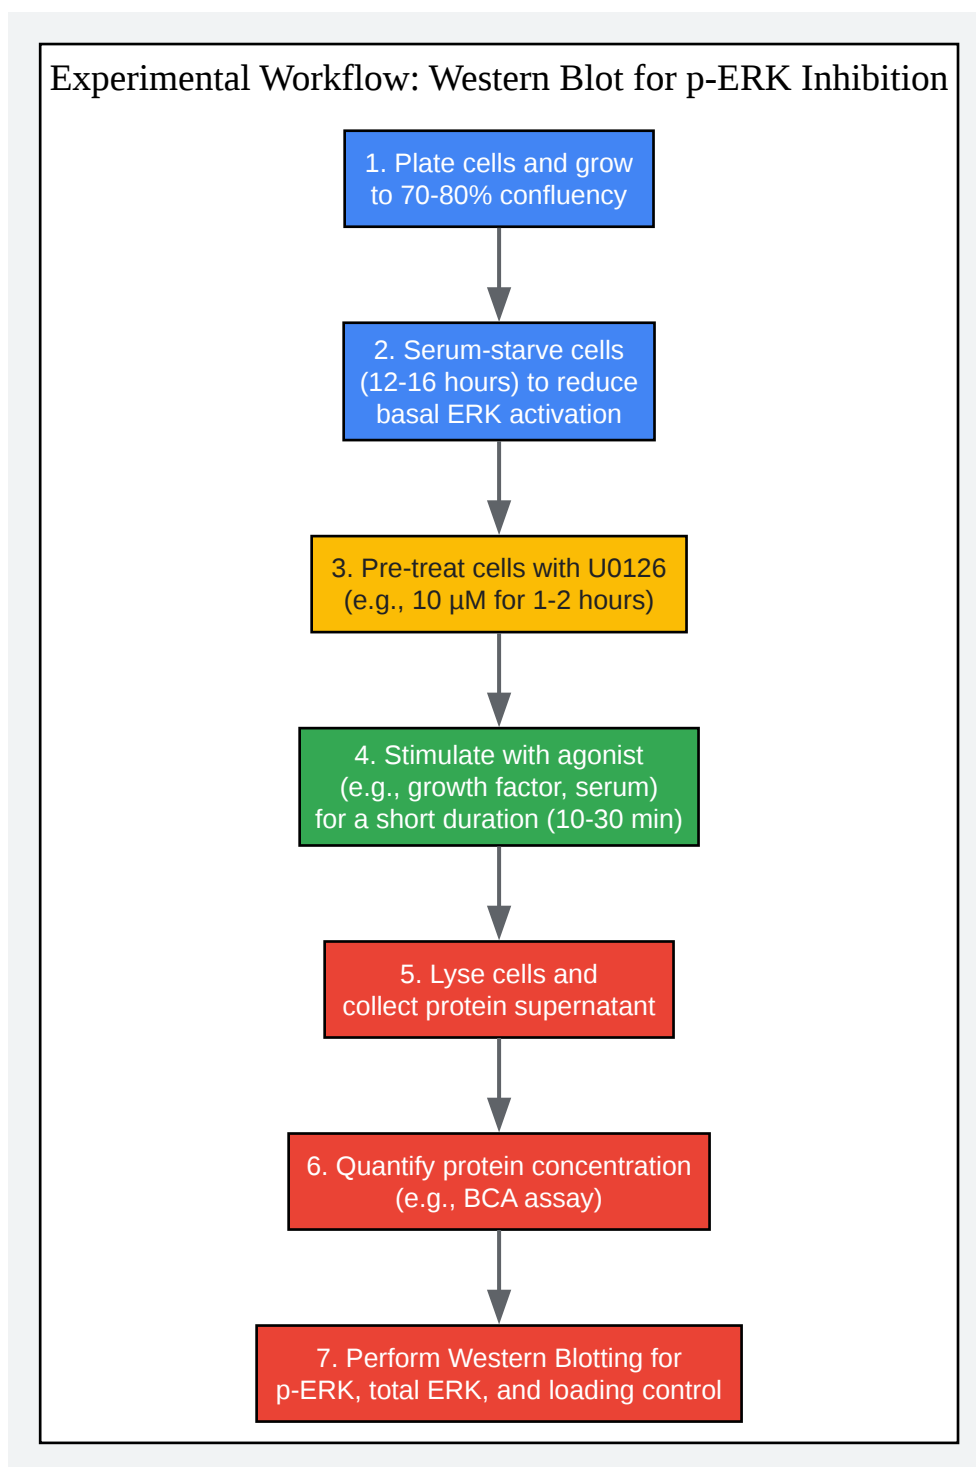 Experimental Workflow: Western Blot for p-ERK Inhibition
1. Plate cells and grow
to 70-80% confluency
2. Serum-starve cells
(12-16 hours) to reduce
basal ERK activation
3. Pre-treat cells with U0126
(e.g., 10 µM for 1-2 hours)
4. Stimulate with agonist
(e.g., growth factor, serum)
for a short duration (10-30 min)
5. Lyse cells and
collect protein supernatant
6. Quantify protein concentration
(e.g., BCA assay)
7. Perform Western Blotting for
p-ERK, total ERK, and loading control